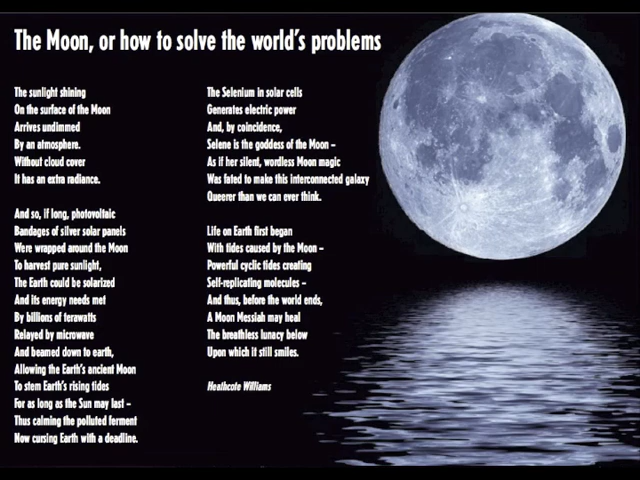 The Moon, or how to solve the world's problems
The sunlight shining
On the surface of the Moon
Arrives undimmed
By an atmosphere.
Without cloud cover
It has an extra radiance.
And so, if long, photovoltaic
Bandages of silver solar panels
Were wrapped around the Moon
To harvest pure sunlight,
The Earth could be solarized
And its energy needs met
By billions of terawatts
Relayed by microwave
And beamed down to earth,
Allowing the Earth's ancient Moon
To stem Earth's rising tides
For as long as the Sun may last –
Thus calming the polluted ferment
Now cursing Earth with a deadline.
The Selenium in solar cells
Generates electric power
And, by coincidence,
Selene is the goddess of the Moon –
As if her silent, wordless Moon magic
Was fated to make this interconnected galaxy
Queerer than we can ever think.
Life on Earth first began
With tides caused by the Moon –
Powerful cyclic tides creating
Self-replicating molecules –
And thus, before the world ends,
A Moon Messiah may heal
The breathless lunacy below
Upon which it still smiles.
Heathcote Williams